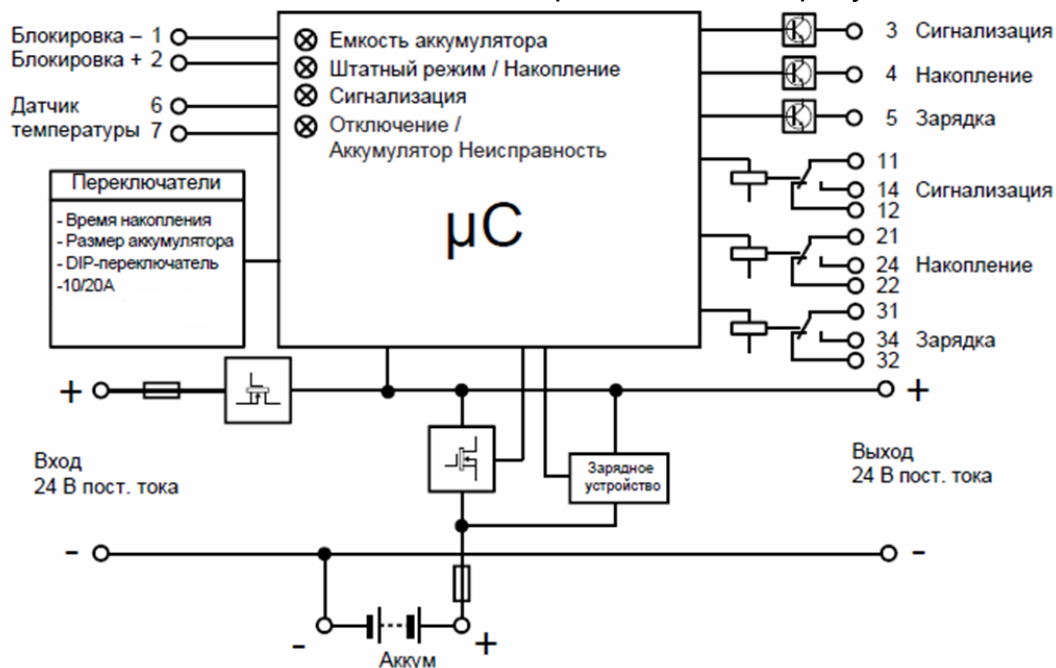 Блокировка – 1
Блокировка + 2
Датчик 6
температуры 7
Емкость аккумулятора
Штатный режим / Накопление
Сигнализация
Отключение /
Аккумулятор Неисправность
µC
3 Сигнализация
4 Накопление
5 Зарядка
11
14 Сигнализация
12
21
24 Накопление
22
31
34 Зарядка
32
Переключатели
- Время накопления
- Размер аккумулятора
- DIP-переключатель
-10/20A
+
+
Вход
24 В пост. тока
Зарядное
устройство
Выход
24 В пост. тока
-
-
-
+
Аккум